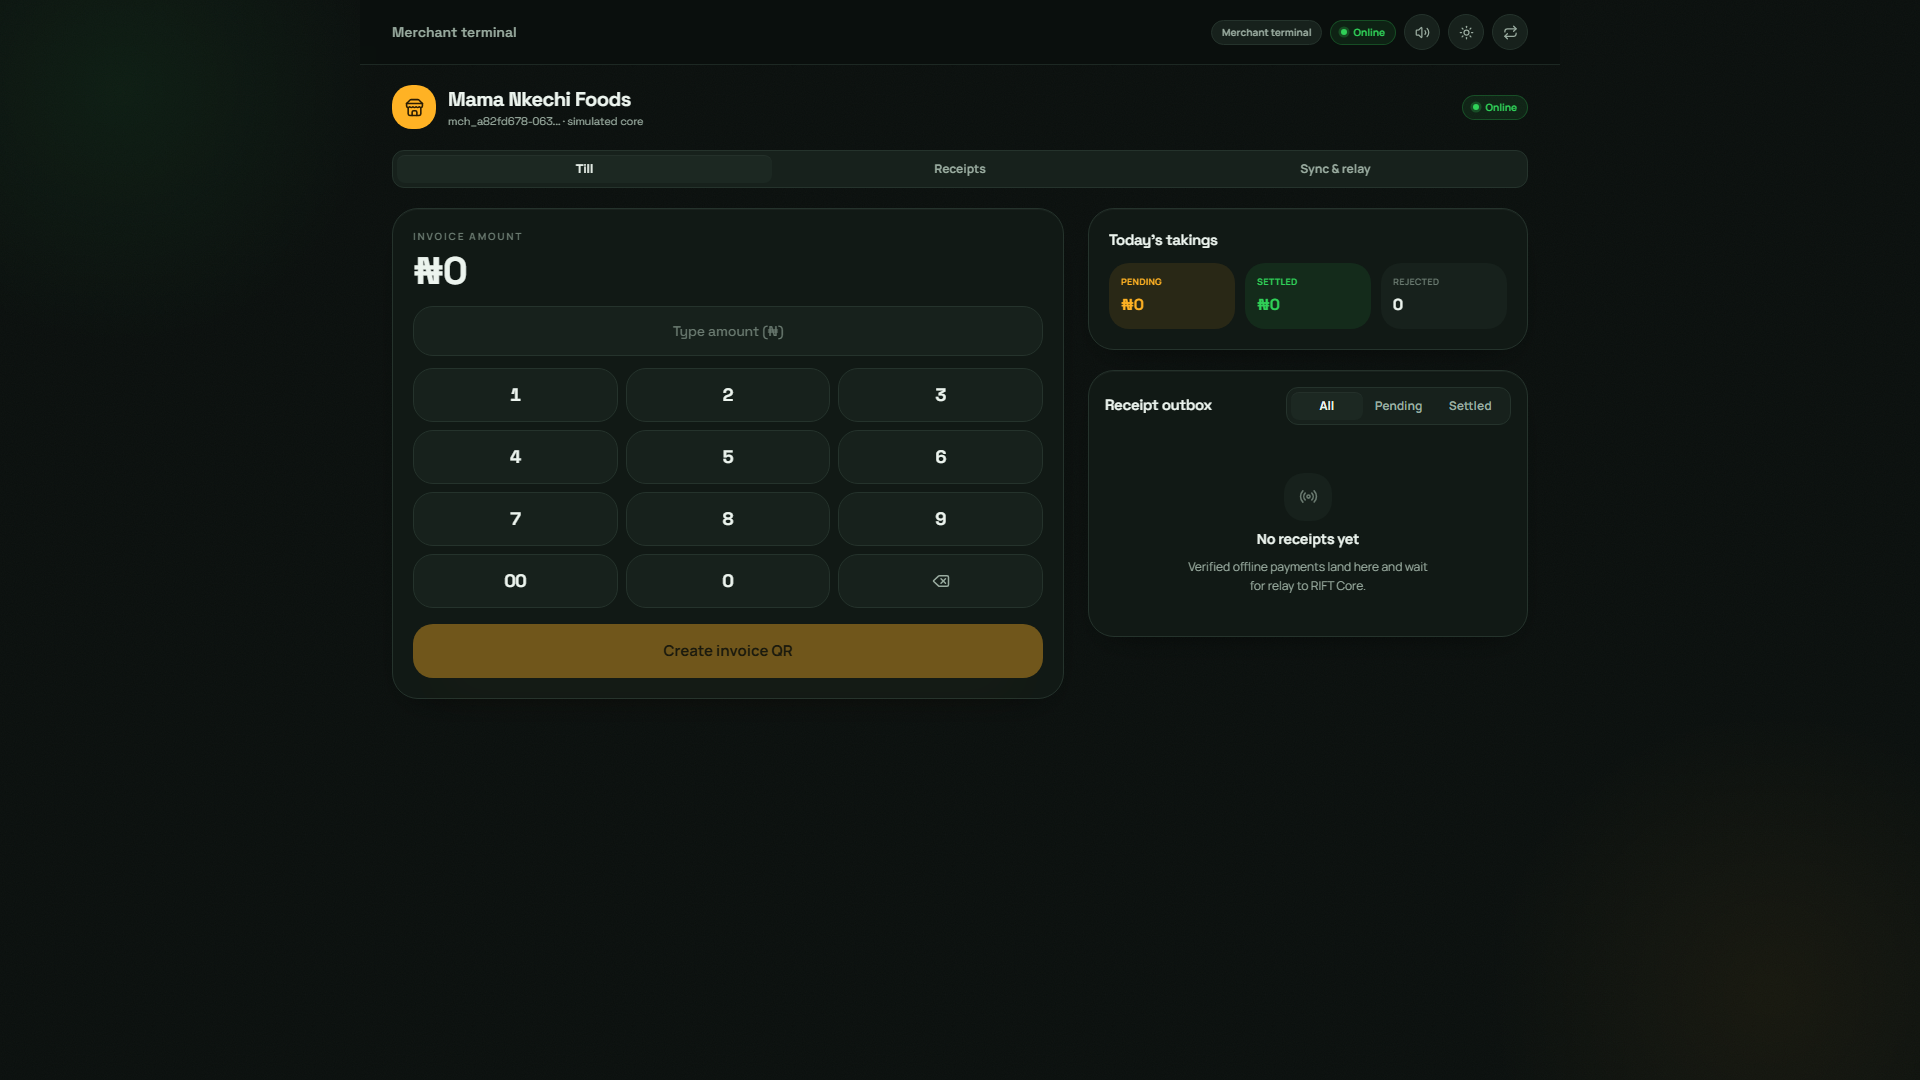 Merchant terminal
Merchant terminal
Online
Mama Nkechi Foods
mch_a82fd678-063... · simulated core
Online
Till
Receipts
Sync & relay
INVOICE AMOUNT
₦0
Type amount (₦)
1 2 3
4 5 6
7 8 9
00 0
Create invoice QR
Today's takings
PENDING
₦0
SETTLED
₦0
REJECTED
0
Receipt outbox
All
Pending
Settled
No receipts yet
Verified offline payments land here and wait
for relay to RIFT Core.